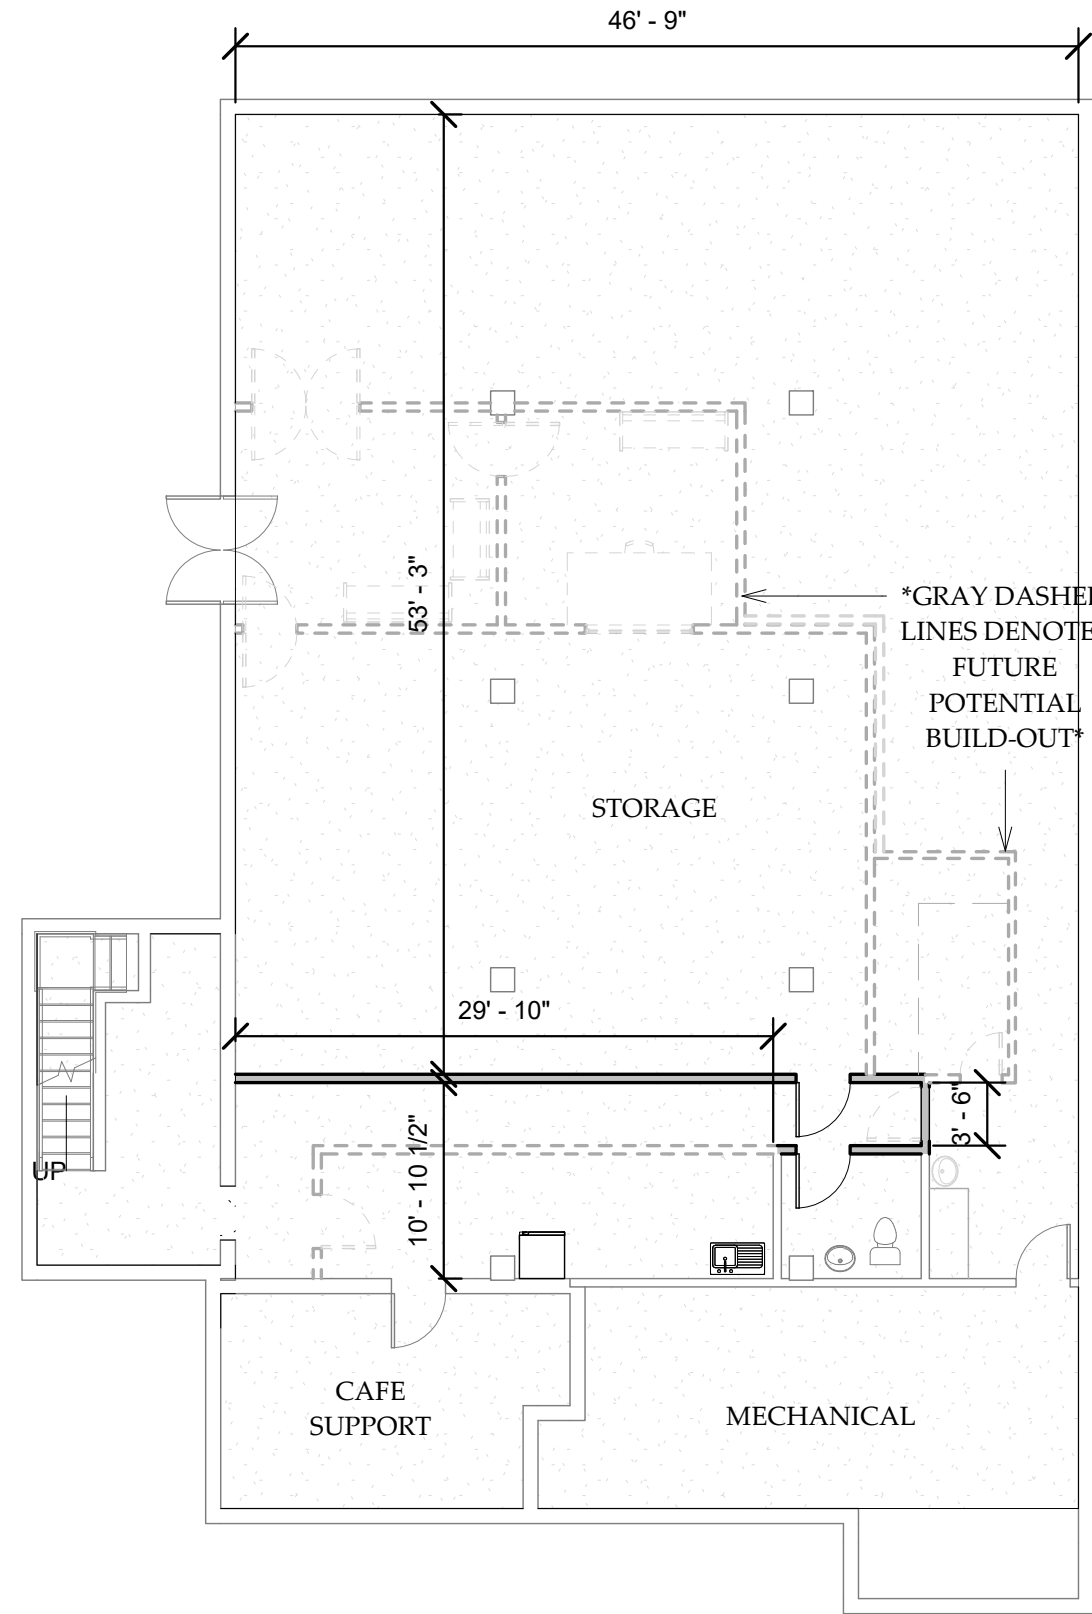 46' - 9"
53' - 3"
*GRAY DASHED
LINES DENOTE
FUTURE
POTENTIAL
BUILD-OUT*
STORAGE
29' - 10"
3' - 6"
10' - 10 1/2"
UP
CAFE
SUPPORT
MECHANICAL